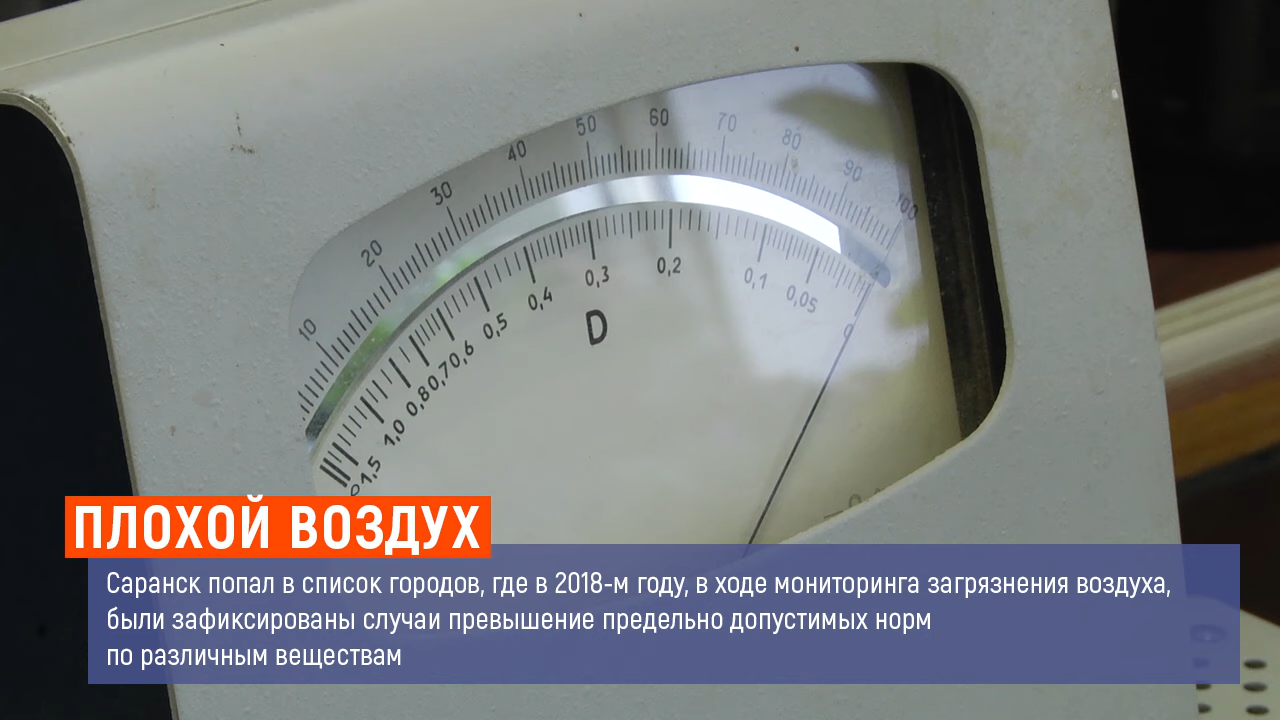 10 20 30 40 50 60 70 80 90 100
1,5 1,0 0,8 0,7 0,6 0,5 0,4 0,3 0,2 0,1 0,05 0
D
ПЛОХОЙ ВОЗДУХ
Саранск попал в список городов, где в 2018-м году, в ходе мониторинга загрязнения воздуха,
были зафиксированы случаи превышение предельно допустимых норм
по различным веществам